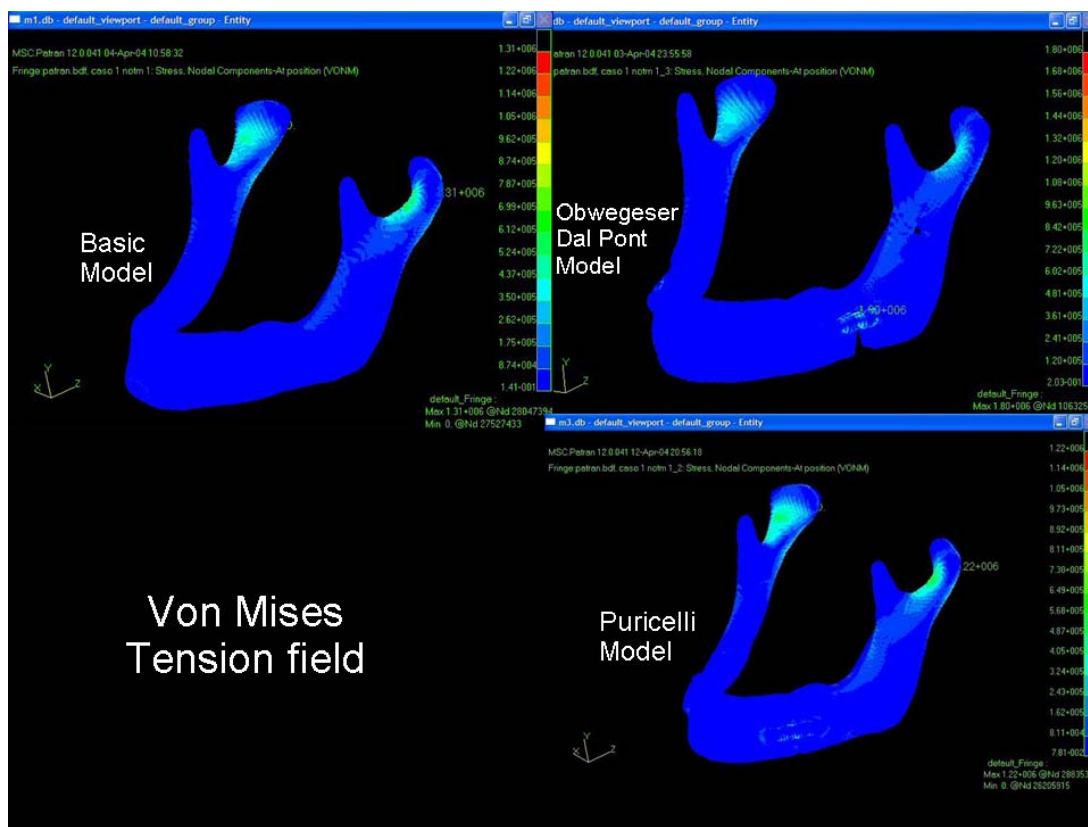 m1.db - default_viewport - default_group - Entity
MSC.Patran 12.0.041 04-Apr-04 10:58:32
Fringe:patran.bdf, caso 1 notm 1: Stress, Nodal Components-At position (VONM)
1.31+006
1.22+006
1.14+006
1.05+006
9.62+005
8.74+005
7.87+005
6.99+005
6.12+005
5.24+005
4.37+005
3.50+005
2.62+005
1.75+005
8.74+004
1.41-001
0.
31+006
Basic
Model
X
Y
Z
default_Fringe :
Max 1.31+006 @Nd 28047394
Min 0. @Nd 27527433
db - default_viewport - default_group - Entity
atran 12.0.041 03-Apr-04 23:55:58
patran.bdf, caso 1 notm 1_3: Stress, Nodal Components-At position (VONM)
1.80+006
1.68+006
1.56+006
1.44+006
1.32+006
1.20+006
1.08+006
9.63+005
8.42+005
7.22+005
6.02+005
4.81+005
3.61+005
2.41+005
1.20+005
2.03-001
Obwegeser
Dal Pont
Model
Y
Z
default_Fringe :
Max 1.80+006 @Nd 106325
Min 0. @Nd 27527433
Von Mises
Tension field
m3.db - default_viewport - default_group - Entity
MSC.Patran 12.0.041 12-Apr-04 20:56:18
Fringe:patran.bdf, caso 1 notm 1_2: Stress, Nodal Components-At position (VONM)
1.22+006
1.14+006
1.05+006
9.73+005
8.92+005
8.11+005
7.30+005
6.49+005
5.68+005
4.87+005
4.05+005
3.24+005
2.43+005
1.62+005
8.11+004
7.81-002
0.
22+006
Puricelli
Model
X
Y
Z
default_Fringe :
Max 1.22+006 @Nd 288353
Min 0. @Nd 26205915